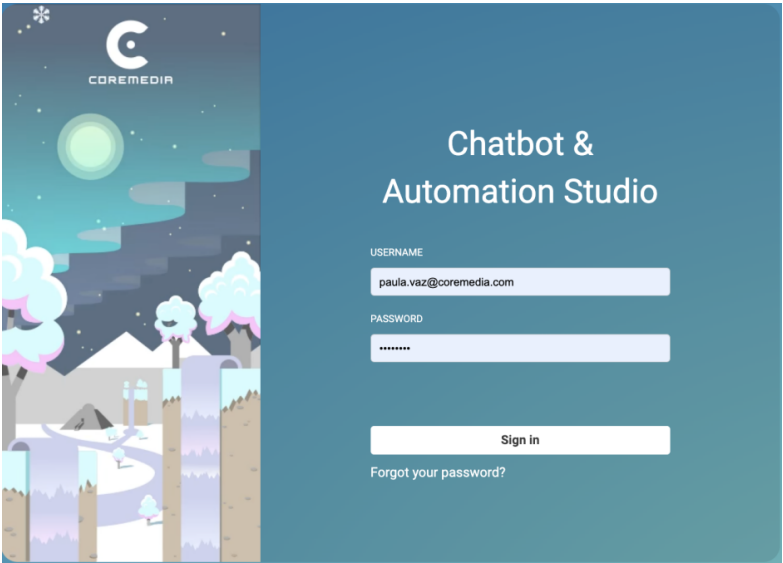 COREMEDIA
Chatbot &
Automation Studio
USERNAME
paula.vaz@coremedia.com
PASSWORD
••••••••
Sign in
Forgot your password?